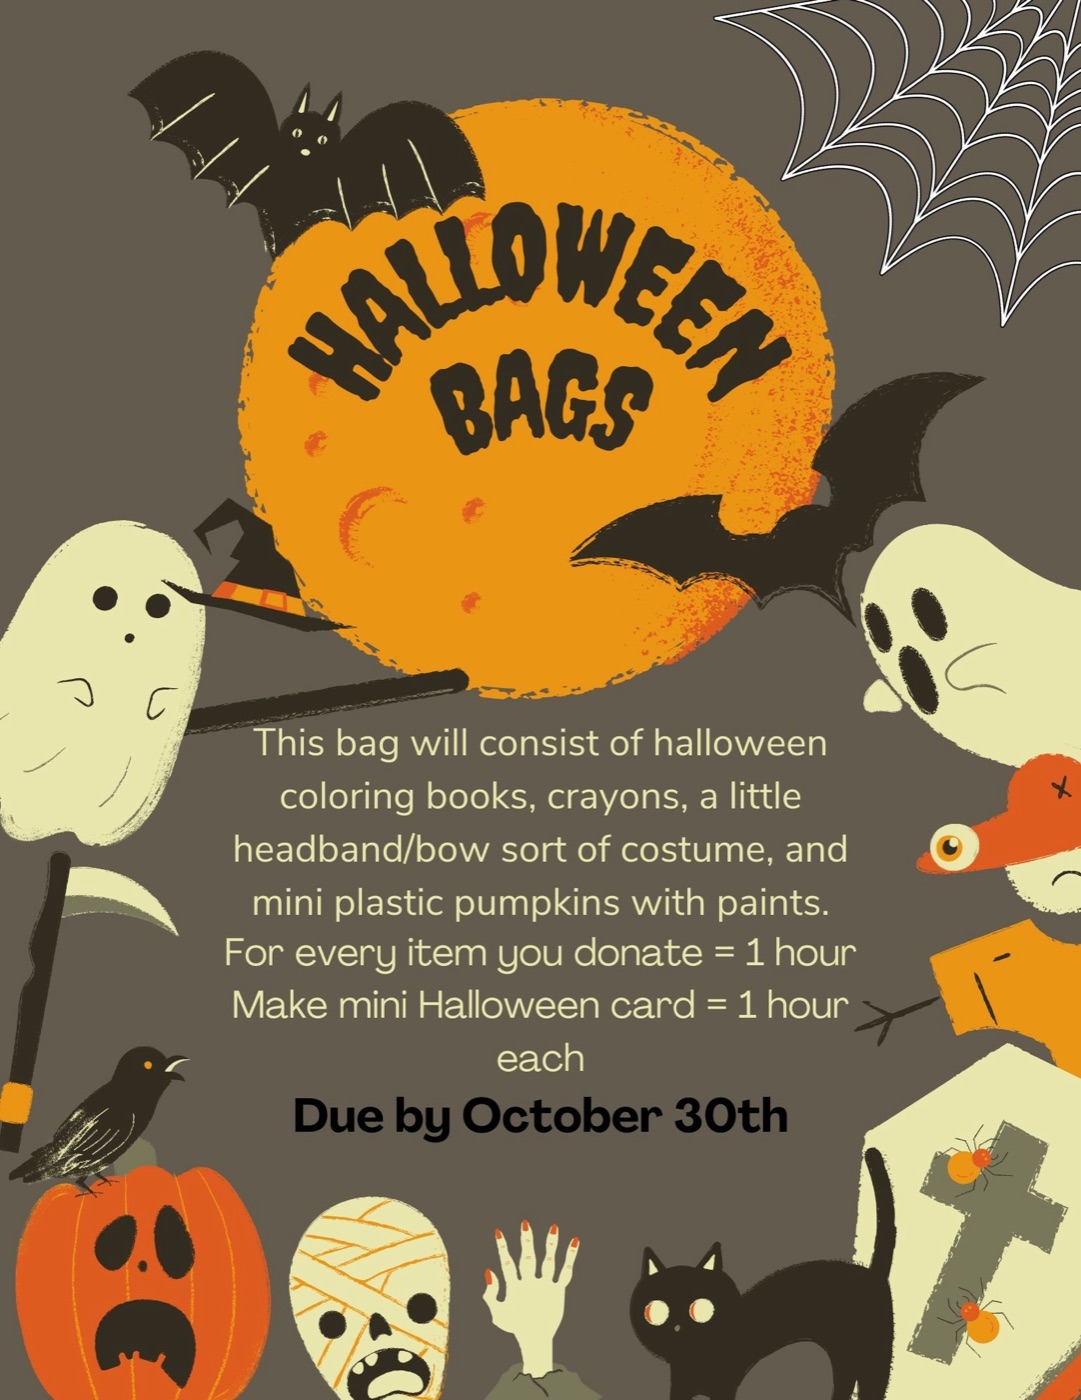 HALLOWEEN
BAGS
This bag will consist of halloween
coloring books, crayons, a little
headband/bow sort of costume, and
mini plastic pumpkins with paints.
For every item you donate = 1 hour
Make mini Halloween card = 1 hour
each
Due by October 30th